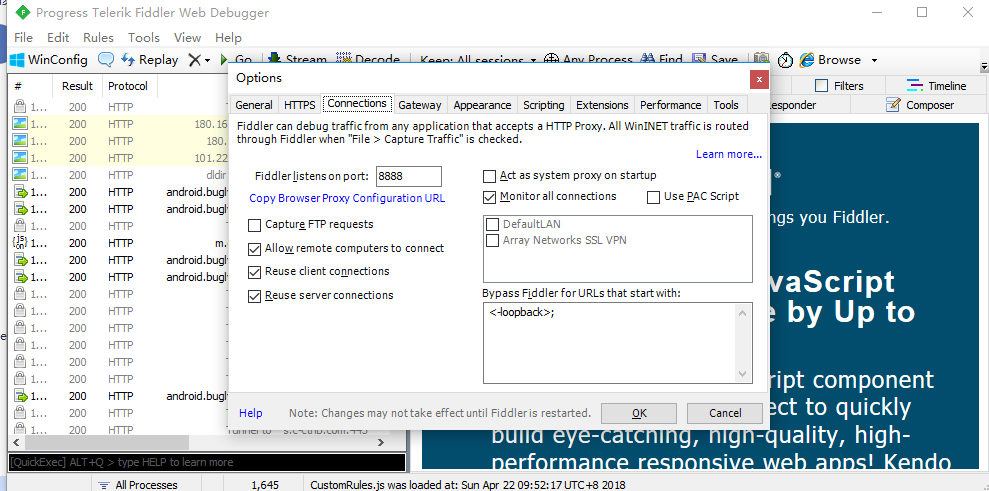 Progress Telerik Fiddler Web Debugger
File Edit Rules Tools View Help
WinConfig Replay Go Stream Decode Keep: All sessions Any Process Find Save Browse
Options
Filters Timeline
Composer
# Result Protocol
General HTTPS Connections Gateway Appearance Scripting Extensions Performance Tools
Fiddler can debug traffic from any application that accepts a HTTP Proxy. All WinINET traffic is routed
through Fiddler when "File > Capture Traffic" is checked.
Learn more...
Fiddler listens on port: 8888
Copy Browser Proxy Configuration URL
Capture FTP requests
Allow remote computers to connect
Reuse client connections
Reuse server connections
Act as system proxy on startup
Monitor all connections Use PAC Script
DefaultLAN
Array Networks SSL VPN
Bypass Fiddler for URLs that start with:
<-loopback>;
Help Note: Changes may not take effect until Fiddler is restarted. OK Cancel
1... 200 HTTP
1... 200 HTTP 180.16
1... 200 HTTP 180.
1... 200 HTTP 101.22
1... 200 HTTP dldir
1... 200 HTTP android.bugl
1... 200 HTTP
1... 200 HTTP android.bugl
1... 200 HTTP m.
1... 200 HTTP android.bugl
1... 200 HTTP android.bugl
1... 200 HTTP
1... 200 HTTP
1... 200 HTTP
1... 200 HTTP
1... 200 HTTP
1... 200 HTTP
1... 200 HTTP android.bugl
1... 200 HTTP
1... 200 HTTP
ngs you Fiddler.
vaScript
e by Up to
ript component
ect to quickly
build eye-catching, high-quality, high-
performance responsive web apps! Kendo
[QuickExec] ALT+Q > type HELP to learn more
All Processes 1,645 CustomRules.js was loaded at: Sun Apr 22 09:52:17 UTC+8 2018